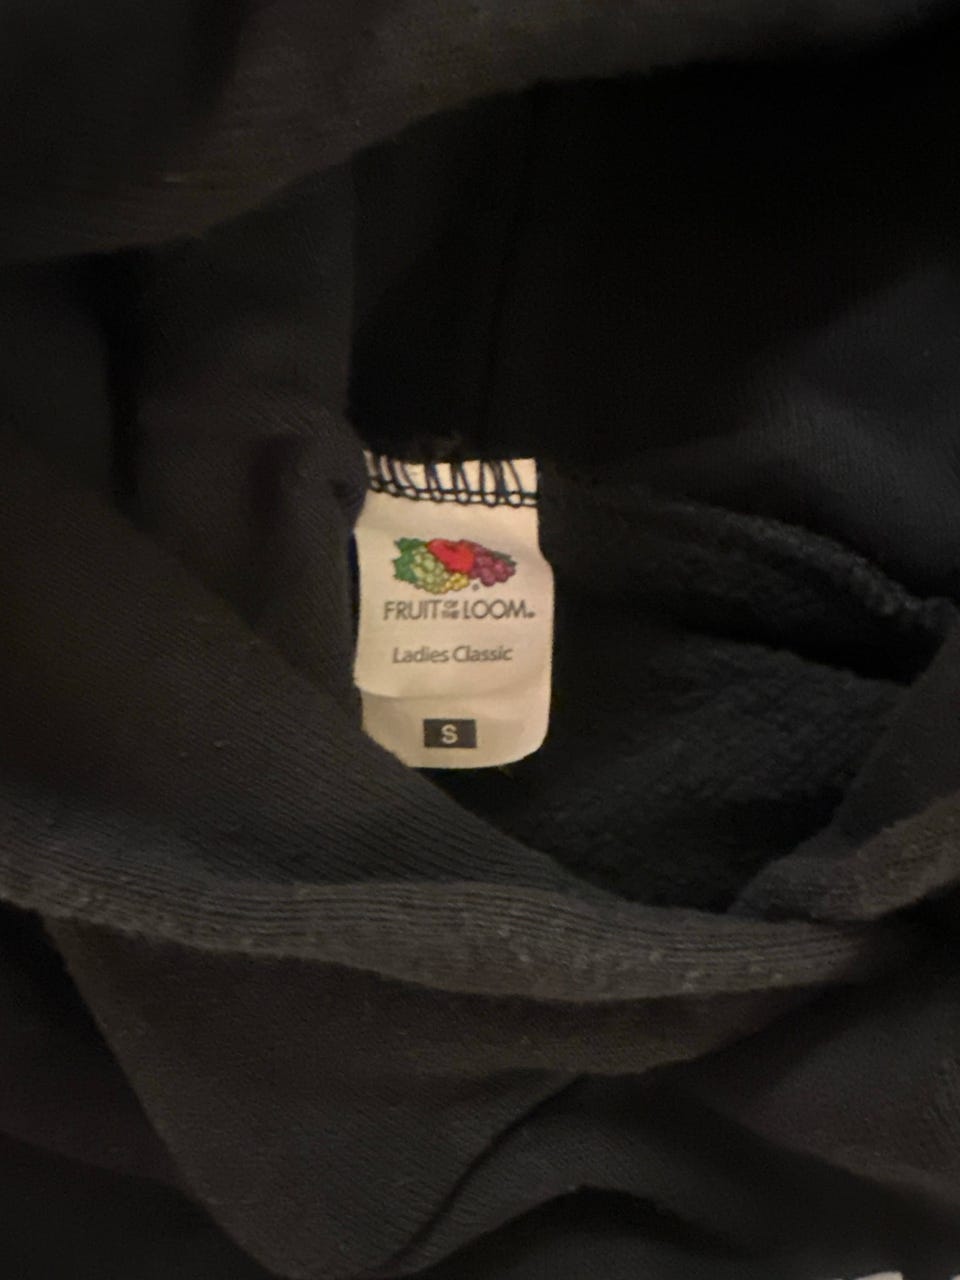 FRUIT OF THE LOOM.
Ladies Classic
S